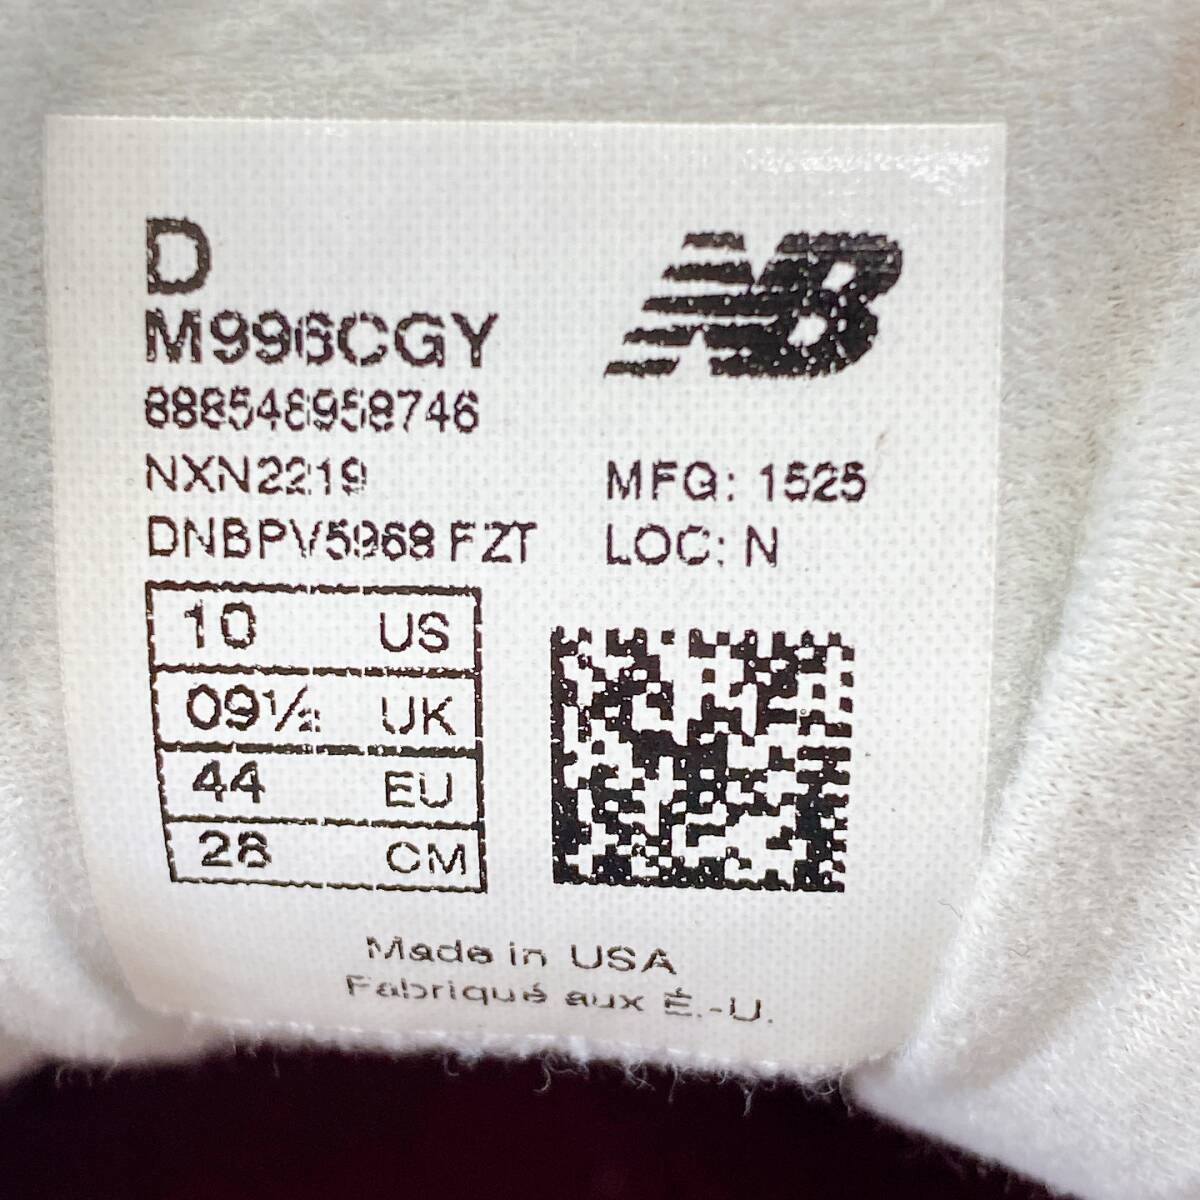 D
NB
M996CGY
888546958746
NXN2219
MFG: 1525
DNBPV5968 FZT
LOC: N
10 US
09½ UK
44 EU
28 CM
Made in USA
Fabriqué aux É.-U.